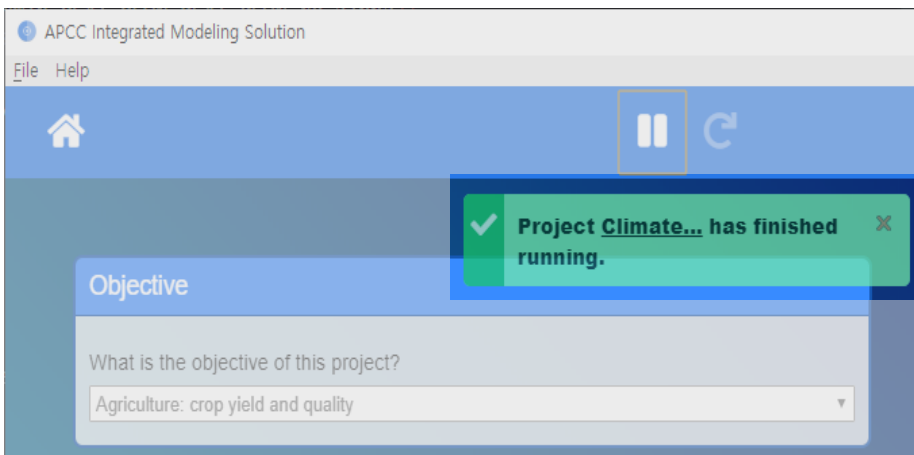 APCC Integrated Modeling Solution
File Help
Project Climate... has finished
running.
Objective
What is the objective of this project?
Agriculture: crop yield and quality